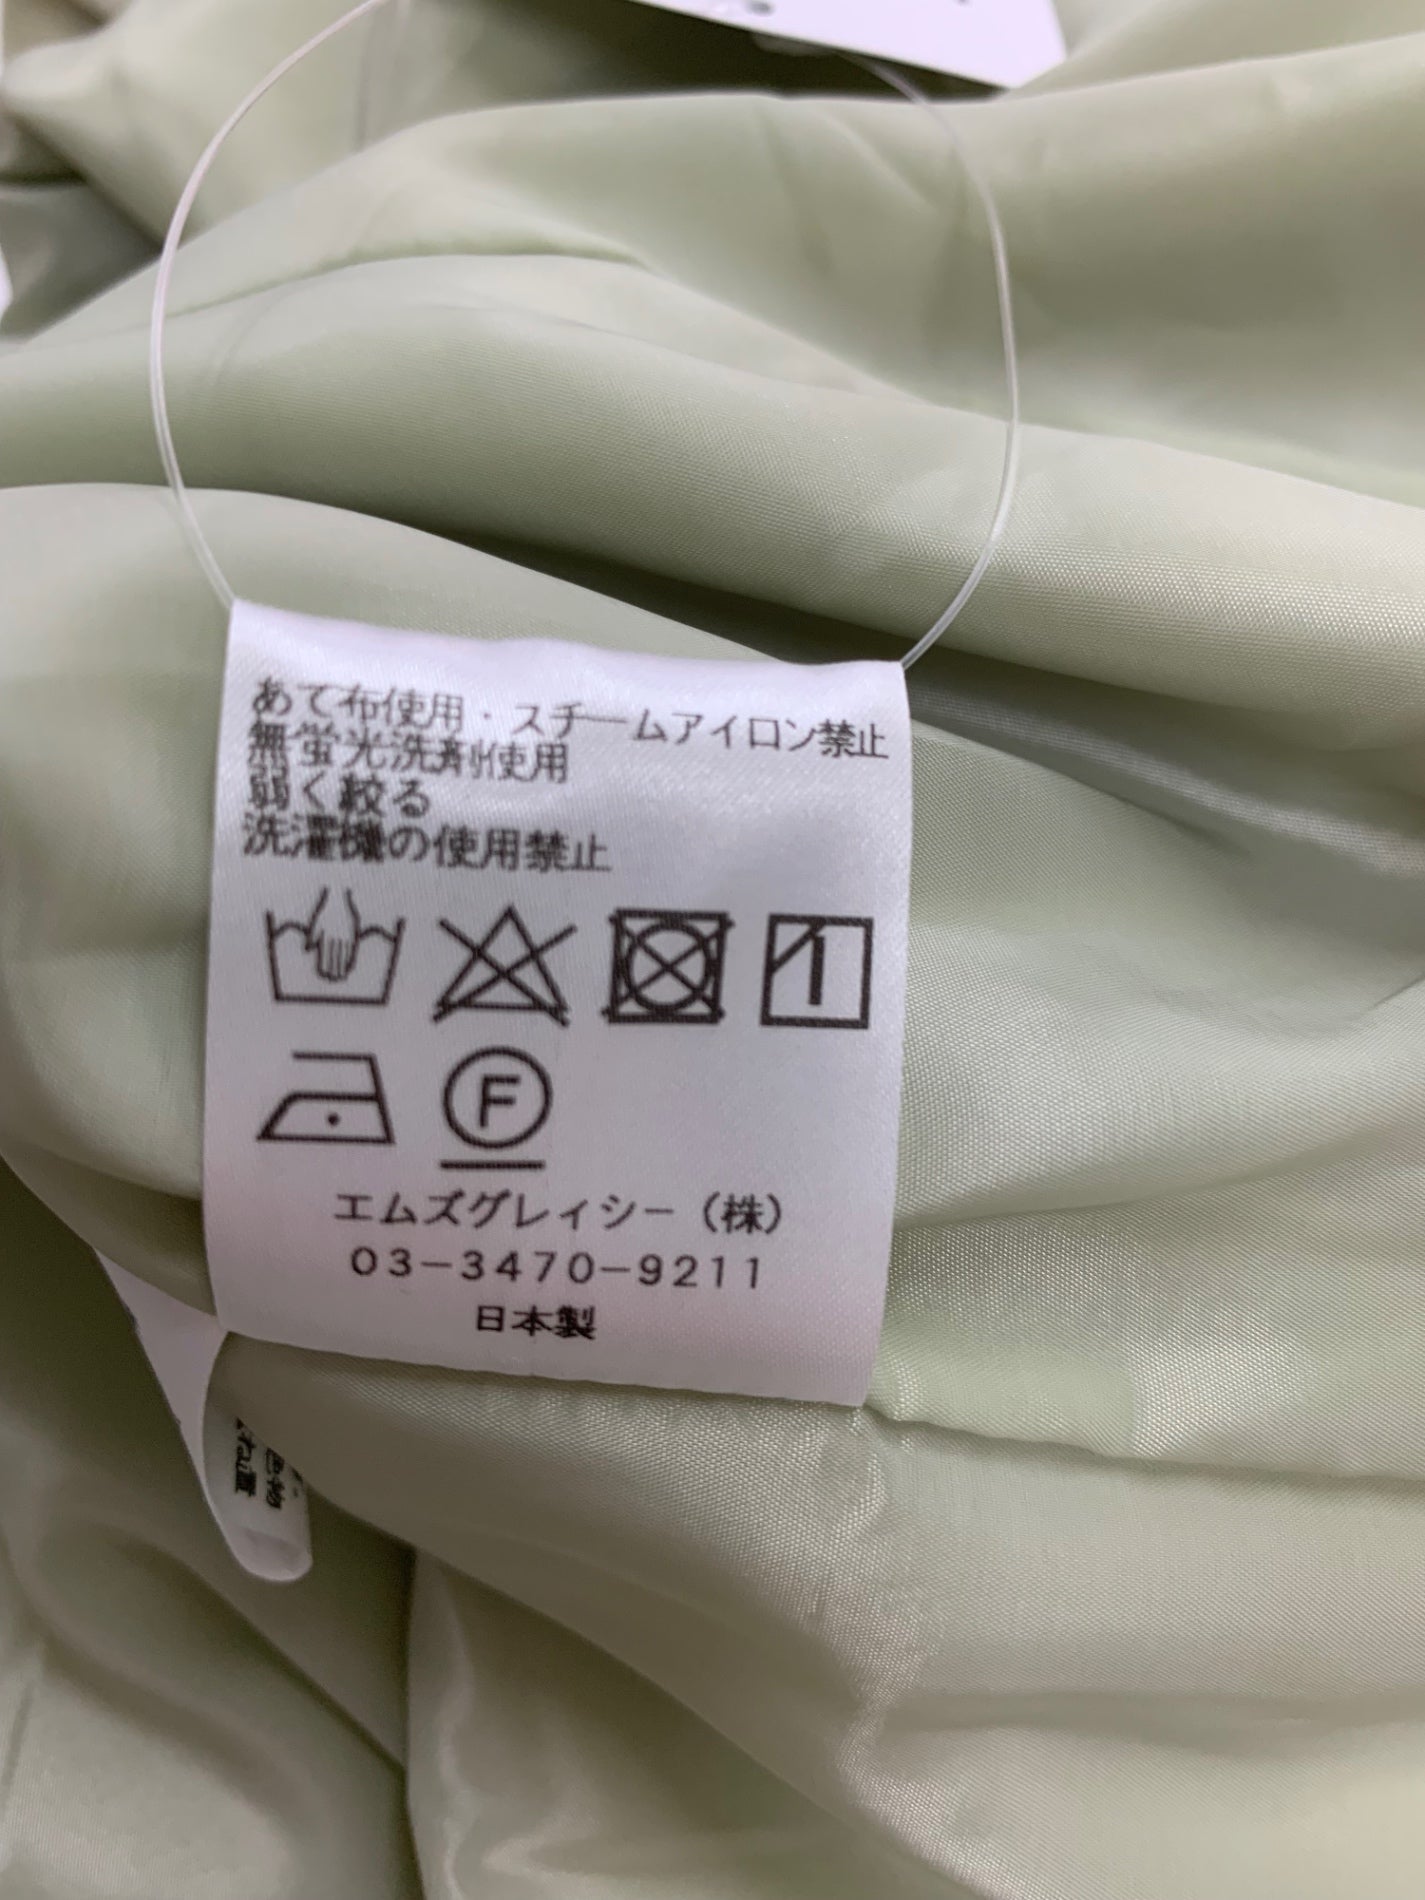 あて布使用・スチームアイロン禁止
無蛍光洗剤使用
弱く絞る
洗濯機の使用禁止
F
エムズグレィシー（株）
03-3470-9211
日本製